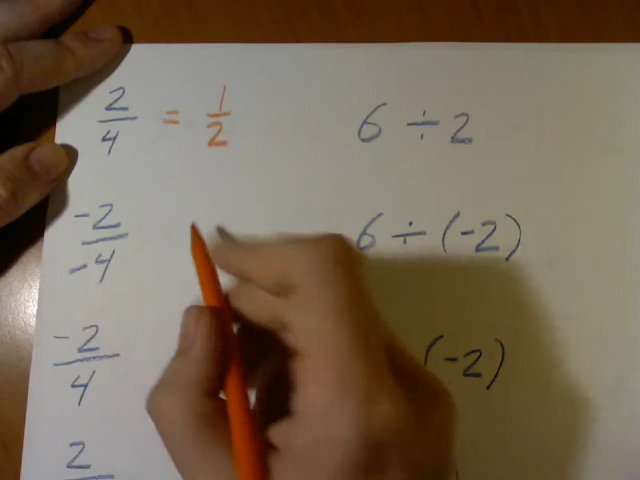 2/4 = 1/2
6 ÷ 2
-2/-4
6 ÷ (-2)
-2/4
(-2)
2